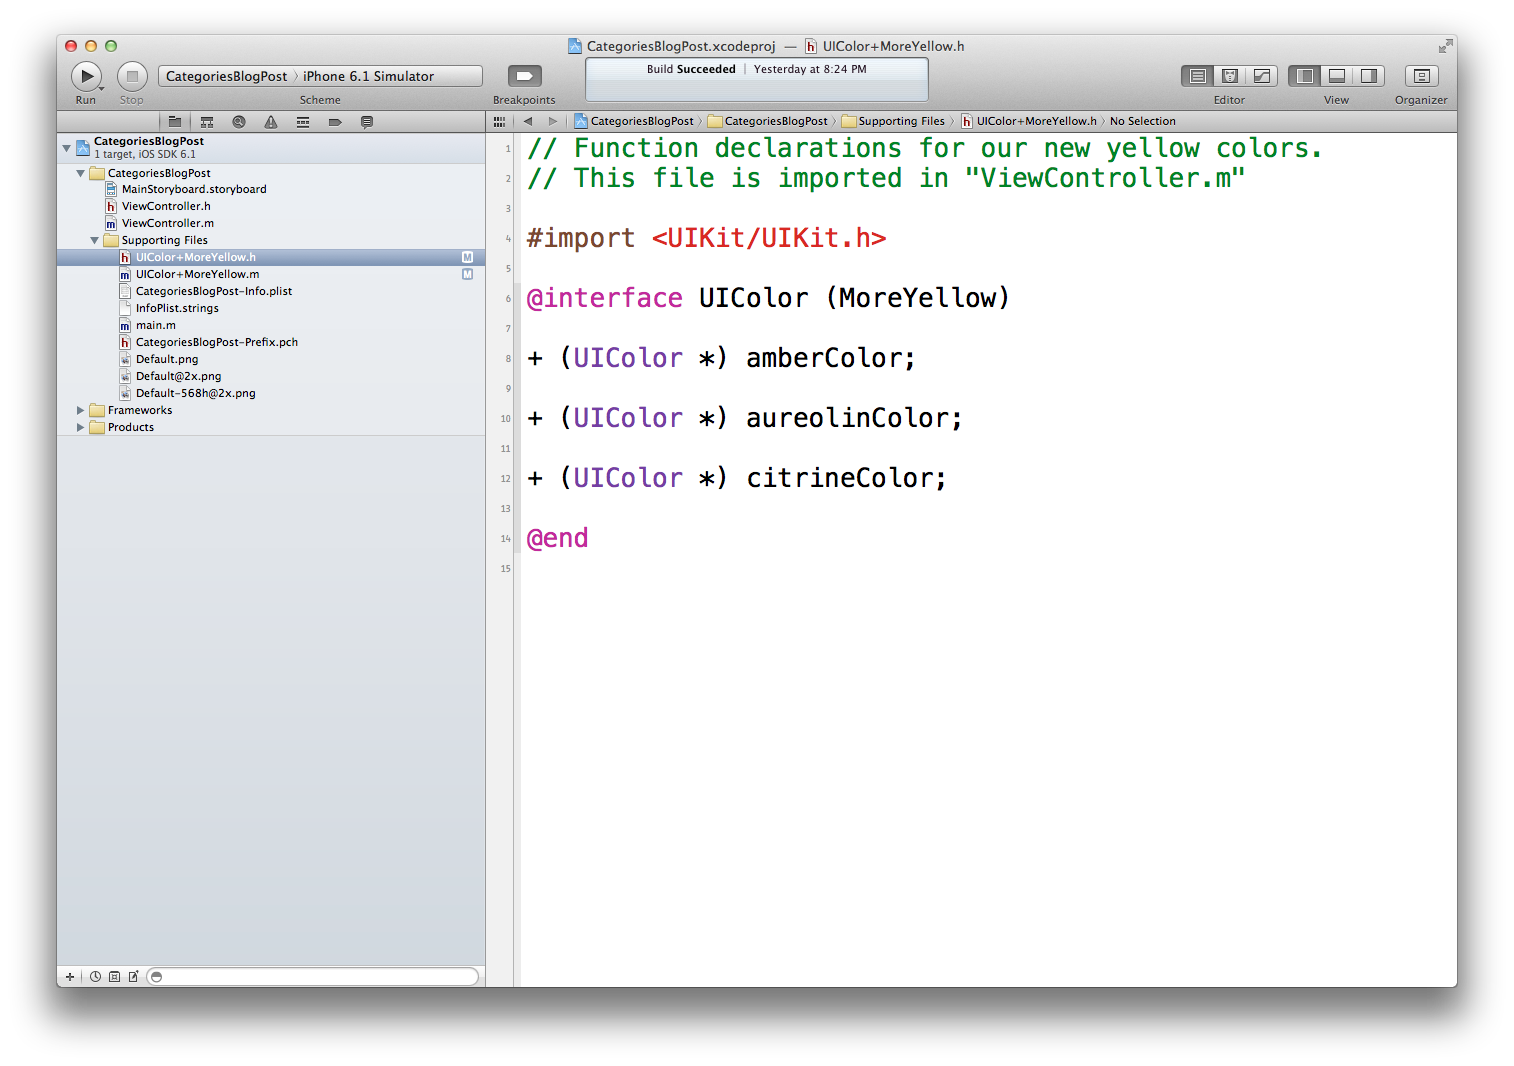 CategoriesBlogPost.xcodeproj — UIColor+MoreYellow.h
Run Stop
CategoriesBlogPost › iPhone 6.1 Simulator
Scheme
Breakpoints
Build Succeeded | Yesterday at 8:24 PM
Editor
View
Organizer
CategoriesBlogPost › CategoriesBlogPost › Supporting Files › UIColor+MoreYellow.h › No Selection
CategoriesBlogPost
1 target, iOS SDK 6.1
CategoriesBlogPost
MainStoryboard.storyboard
h ViewController.h
m ViewController.m
Supporting Files
h UIColor+MoreYellow.h M
m UIColor+MoreYellow.m M
CategoriesBlogPost-Info.plist
InfoPlist.strings
m main.m
h CategoriesBlogPost-Prefix.pch
Default.png
Default@2x.png
Default-568h@2x.png
Frameworks
Products
1 // Function declarations for our new yellow colors.
2 // This file is imported in "ViewController.m"
3
4 #import <UIKit/UIKit.h>
5
6 @interface UIColor (MoreYellow)
7
8 + (UIColor *) amberColor;
9
10 + (UIColor *) aureolinColor;
11
12 + (UIColor *) citrineColor;
13
14 @end
15